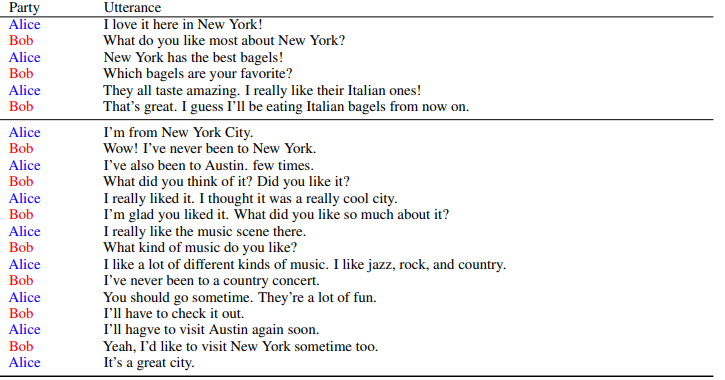 Party Utterance
Alice I love it here in New York!
Bob What do you like most about New York?
Alice New York has the best bagels!
Bob Which bagels are your favorite?
Alice They all taste amazing. I really like their Italian ones!
Bob That's great. I guess I'll be eating Italian bagels from now on.
Alice I'm from New York City.
Bob Wow! I've never been to New York.
Alice I've also been to Austin. few times.
Bob What did you think of it? Did you like it?
Alice I really liked it. I thought it was a really cool city.
Bob I'm glad you liked it. What did you like so much about it?
Alice I really like the music scene there.
Bob What kind of music do you like?
Alice I like a lot of different kinds of music. I like jazz, rock, and country.
Bob I've never been to a country concert.
Alice You should go sometime. They're a lot of fun.
Bob I'll have to check it out.
Alice I'll hagve to visit Austin again soon.
Bob Yeah, I'd like to visit New York sometime too.
Alice It's a great city.